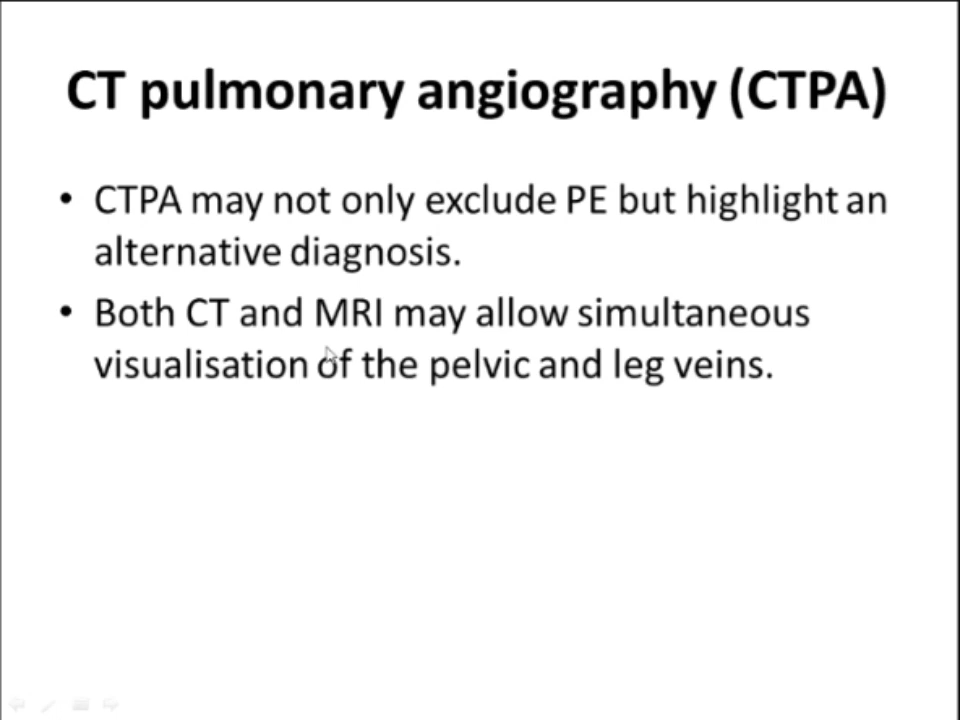 CT pulmonary angiography (CTPA)
• CTPA may not only exclude PE but highlight an
alternative diagnosis.
• Both CT and MRI may allow simultaneous
visualisation of the pelvic and leg veins.